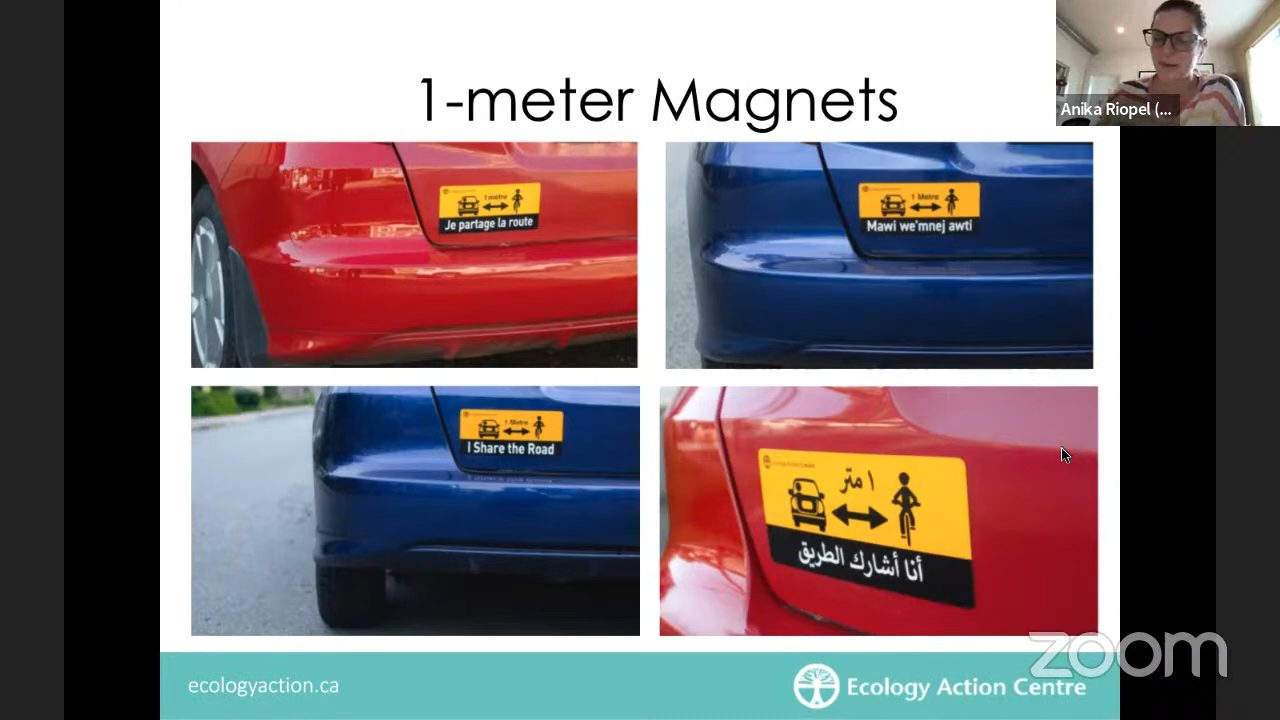 1-meter Magnets
Anika Riopel (...
1 mètre
Je partage la route
1 Metre
Mawi we'mnej awti
1 Metre
I Share the Road
١ متر
أنا أشارك الطريق
ecologyaction.ca
Ecology Action Centre
zoom